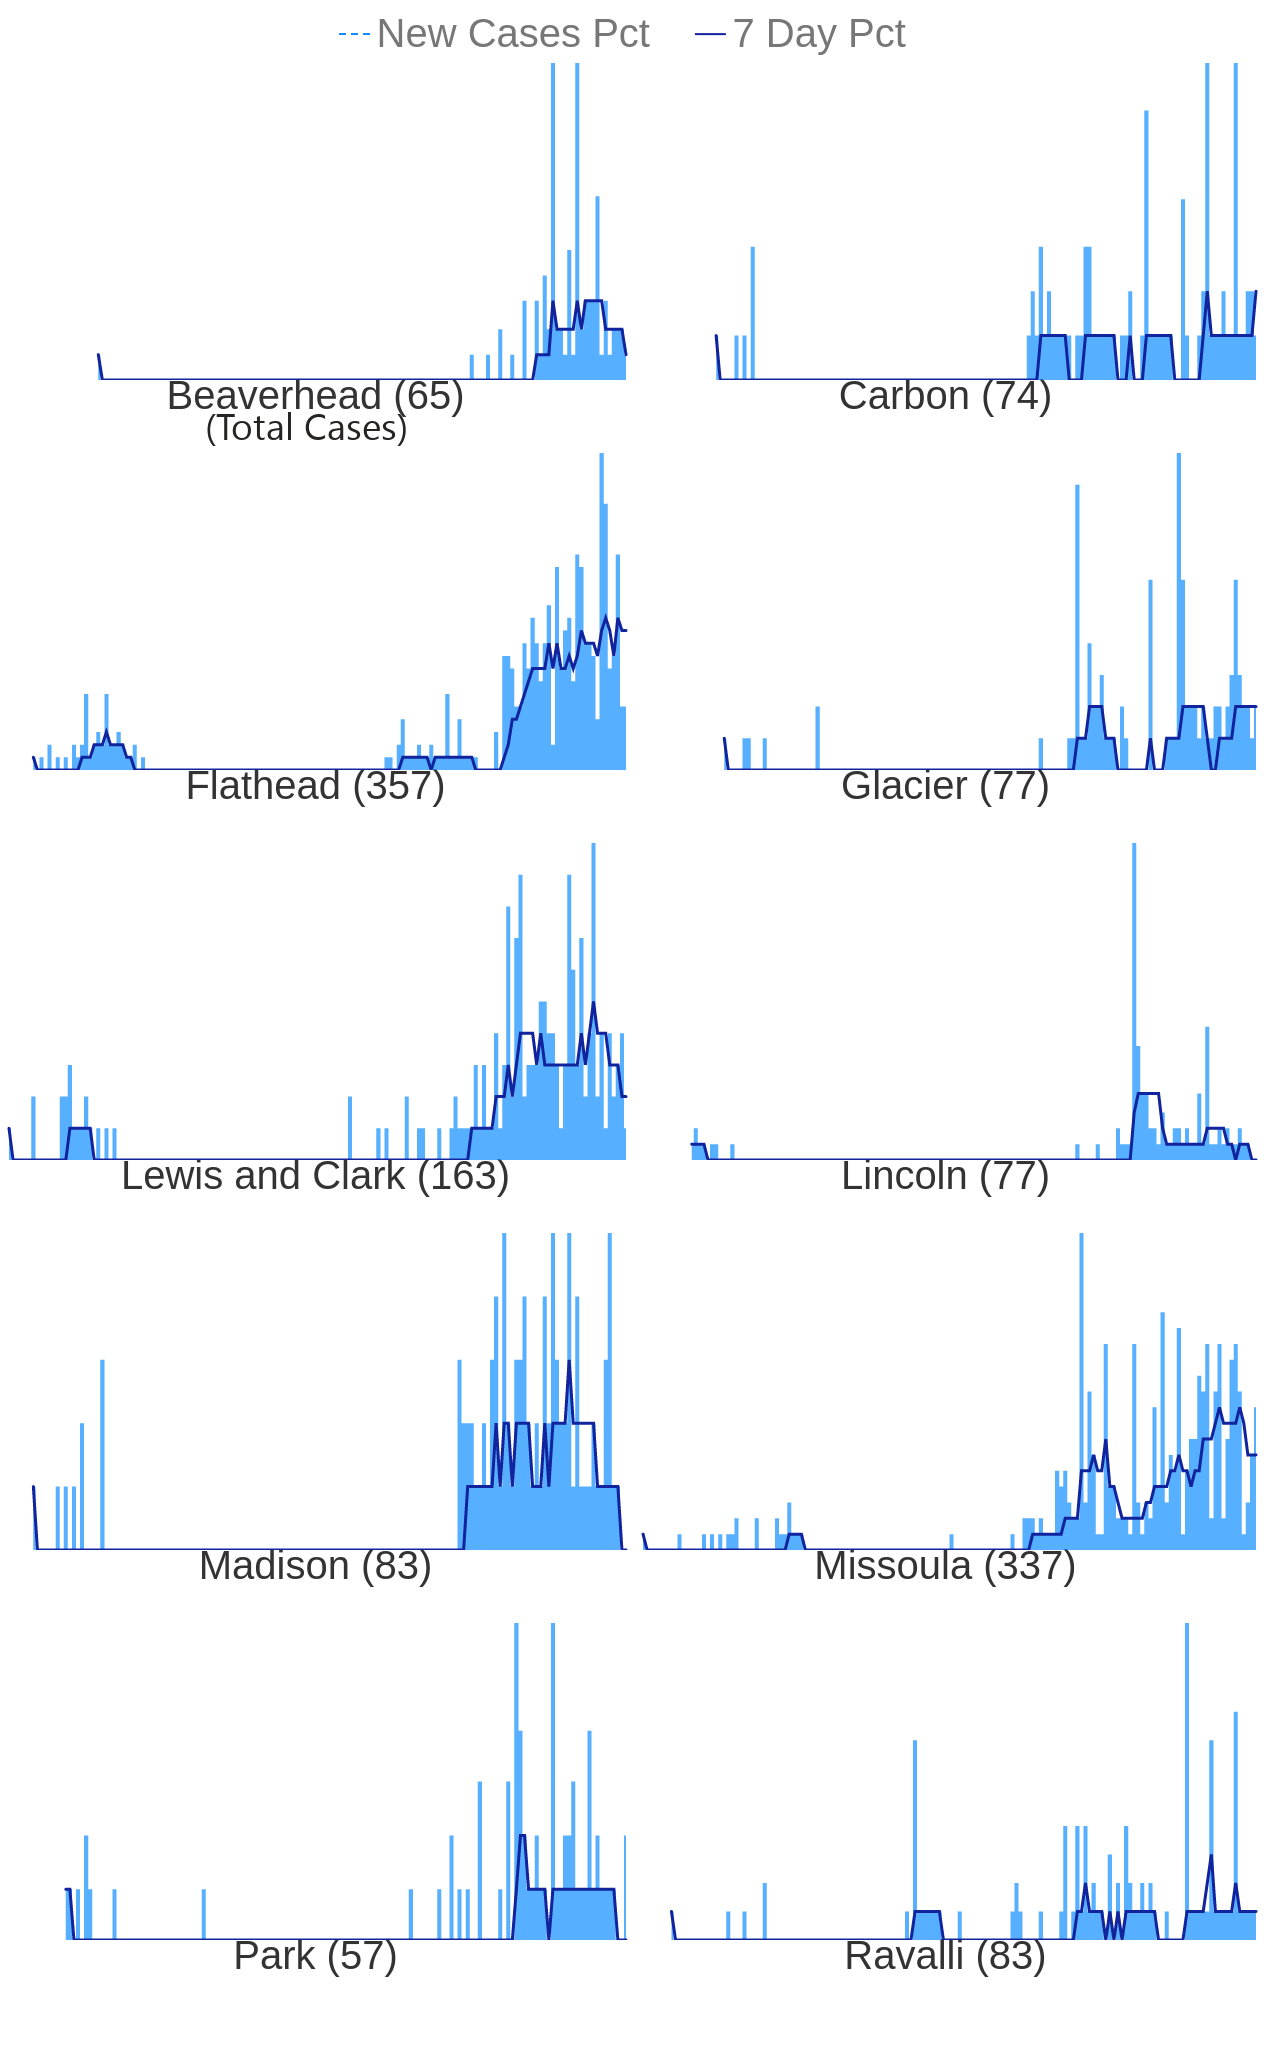 New Cases Pct 7 Day Pct
Beaverhead (65) Carbon (74)
(Total Cases)
Flathead (357) Glacier (77)
Lewis and Clark (163) Lincoln (77)
Madison (83) Missoula (337)
Park (57) Ravalli (83)